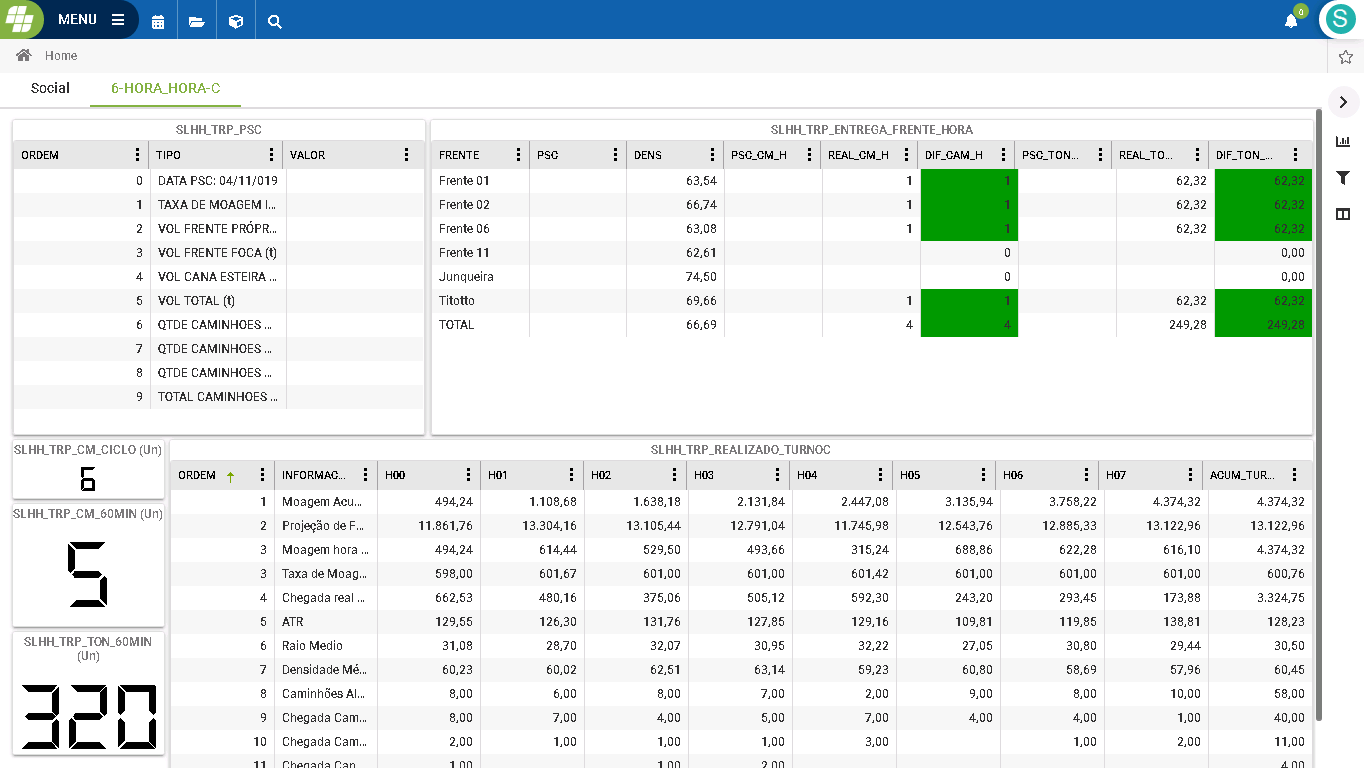 MENU
0
S
Home
Social 6-HORA_HORA-C
SLHH_TRP_PSC
ORDEM TIPO VALOR
0 DATA PSC: 04/11/019
1 TAXA DE MOAGEM I...
2 VOL FRENTE PRÓPR...
3 VOL FRENTE FOCA (t)
4 VOL CANA ESTEIRA ...
5 VOL TOTAL (t)
6 QTDE CAMINHOES ...
7 QTDE CAMINHOES ...
8 QTDE CAMINHOES ...
9 TOTAL CAMINHOES ...
SLHH_TRP_ENTREGA_FRENTE_HORA
FRENTE PSC DENS PSC_CM_H REAL_CM_H DIF_CAM_H PSC_TON... REAL_TO... DIF_TON_...
Frente 01 63,54 1 1 62,32 62,32
Frente 02 66,74 1 1 62,32 62,32
Frente 06 63,08 1 1 62,32 62,32
Frente 11 62,61 0 0,00
Junqueira 74,50 0 0,00
Titotto 69,66 1 1 62,32 62,32
TOTAL 66,69 4 4 249,28 249,28
SLHH_TRP_CM_CICLO (Un)
6
SLHH_TRP_CM_60MIN (Un)
5
SLHH_TRP_TON_60MIN
(Un)
320
SLHH_TRP_REALIZADO_TURNOC
ORDEM INFORMAC... H00 H01 H02 H03 H04 H05 H06 H07 ACUM_TUR...
1 Moagem Acu... 494,24 1.108,68 1.638,18 2.131,84 2.447,08 3.135,94 3.758,22 4.374,32 4.374,32
2 Projeção de F... 11.861,76 13.304,16 13.105,44 12.791,04 11.745,98 12.543,76 12.885,33 13.122,96 13.122,96
3 Moagem hora ... 494,24 614,44 529,50 493,66 315,24 688,86 622,28 616,10 4.374,32
3 Taxa de Moag... 598,00 601,67 601,00 601,00 601,42 601,00 601,00 601,00 600,76
4 Chegada real ... 662,53 480,16 375,06 505,12 592,30 243,20 293,45 173,88 3.324,75
5 ATR 129,55 126,30 131,76 127,85 129,16 109,81 119,85 138,81 128,23
6 Raio Medio 31,08 28,70 32,07 30,95 32,22 27,05 30,80 29,44 30,50
7 Densidade Mé... 60,23 60,02 62,51 63,14 59,23 60,80 58,69 57,96 60,45
8 Caminhões Al... 8,00 6,00 8,00 7,00 2,00 9,00 8,00 10,00 58,00
9 Chegada Cam... 8,00 7,00 4,00 5,00 7,00 4,00 4,00 1,00 40,00
10 Chegada Cam... 2,00 1,00 1,00 1,00 3,00 1,00 2,00 11,00
11 Chegada Can... 1,00 1,00 2,00 4,00